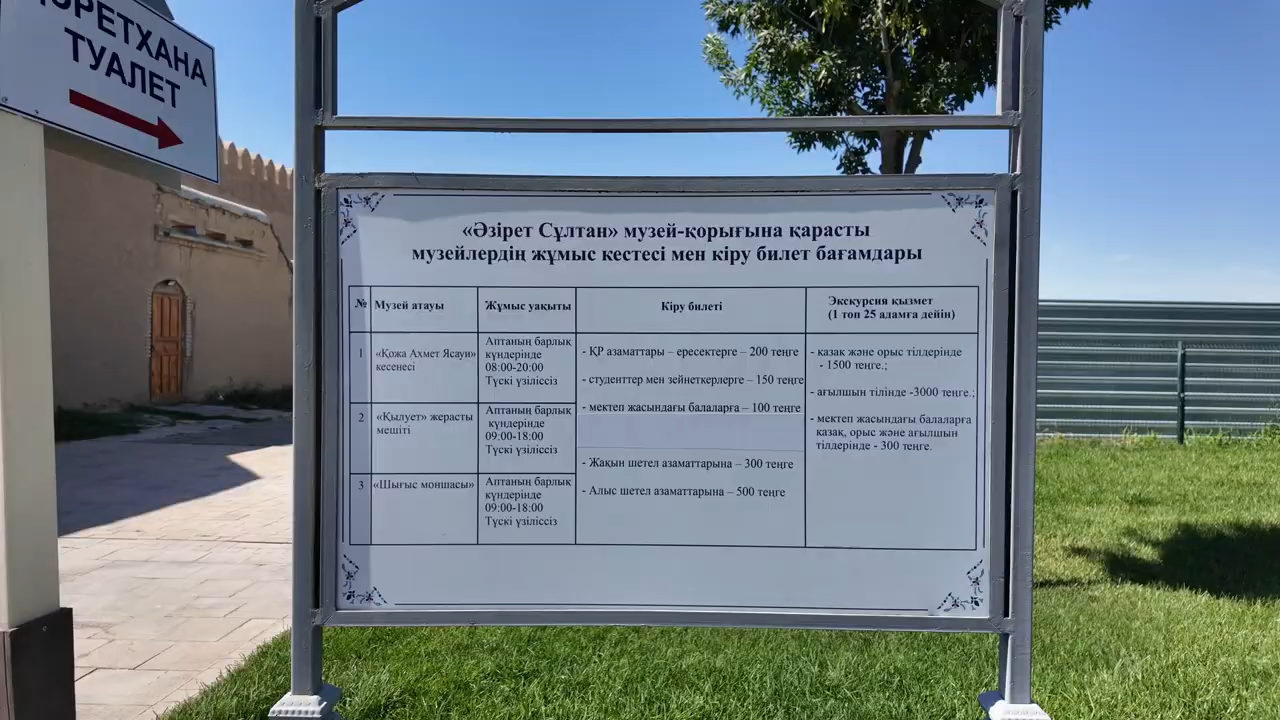 ТУАЛЕТ
«Әзірет Сұлтан» музей-қорығына қарасты
музейлердің жұмыс кестесі мен кіру билет бағамдары
№ Музей атауы Жұмыс уақыты Кіру билеті Экскурсия қызмет
(1 топ 25 адамға дейін)
1 «Қожа Ахмет Ясауи»
кесенесі
Аптаның барлық
күндерінде
08:00-20:00
Түскі үзіліссіз
2 «Қылует» жерасты
мешіті
Аптаның барлық
күндерінде
09:00-18:00
Түскі үзіліссіз
3 «Шығыс моншасы»
Аптаның барлық
күндерінде
09:00-18:00
Түскі үзіліссіз
- ҚР азаматтары – ересектерге – 200 теңге
- студенттер мен зейнеткерлерге – 150 теңге
- мектеп жасындағы балаларға – 100 теңге
- Жақын шетел азаматтарына – 300 теңге
- Алыс шетел азаматтарына – 500 теңге
- қазақ және орыс тілдерінде
- 1500 теңге.;
- ағылшын тілінде -3000 теңге.;
- мектеп жасындағы балаларға
қазақ, орыс және ағылшын
тілдерінде - 300 теңге.